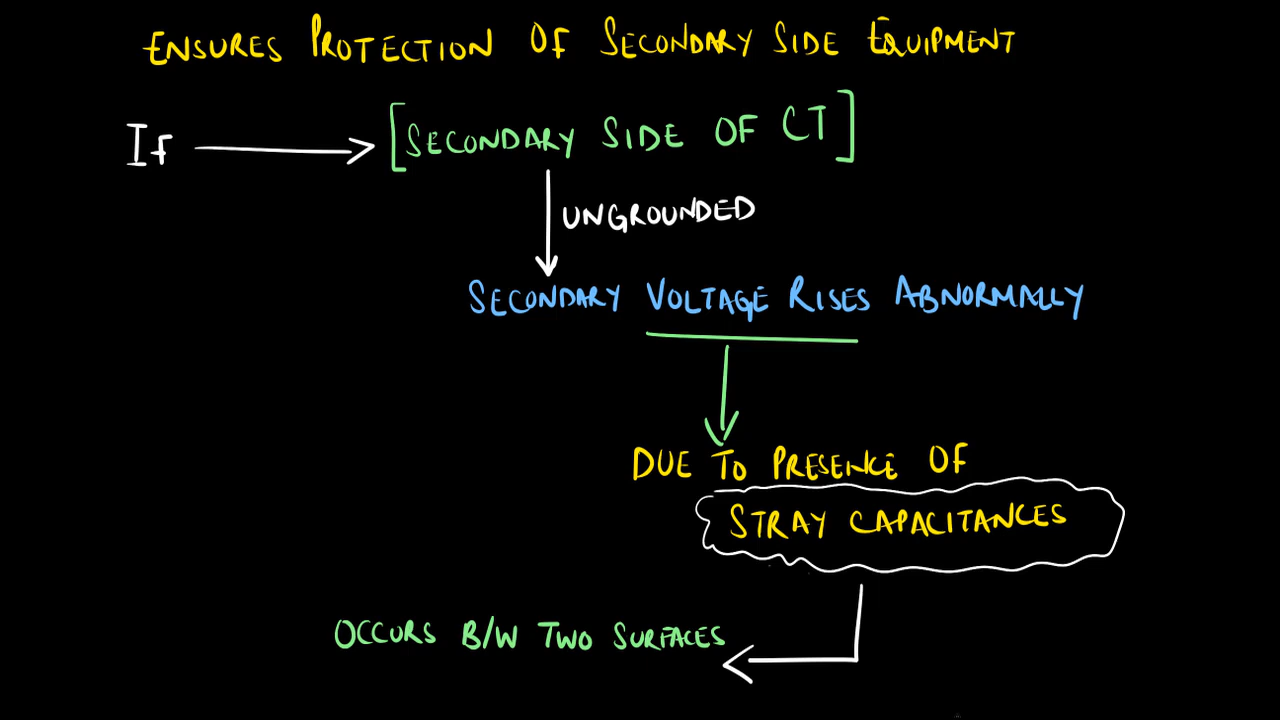 ENSURES PROTECTION OF SECONDARY SIDE EQUIPMENT
If [SECONDARY SIDE OF CT]
UNGROUNDED
SECONDARY VOLTAGE RISES ABNORMALLY
DUE TO PRESENCE OF
STRAY CAPACITANCES
OCCURS B/W TWO SURFACES